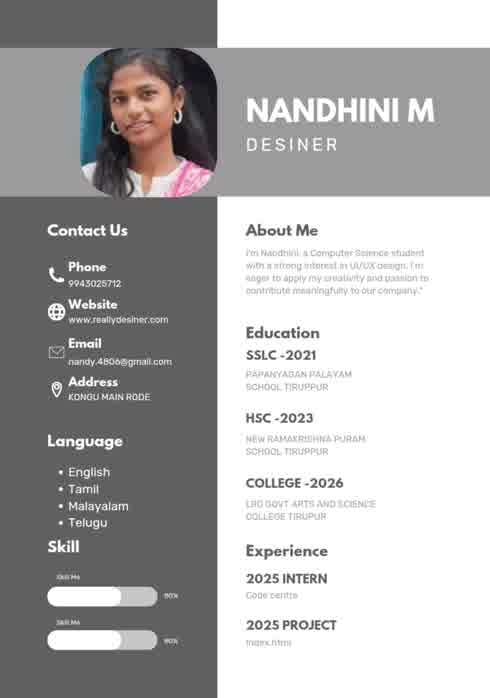 NANDHINI M
DESINER
Contact Us
Phone
9943025712
Website
www.reallydesiner.com
Email
nandy.4806@gmail.com
Address
KONGU MAIN RODE
Language
English
Tamil
Malayalam
Telugu
Skill
Skill Me
80%
Skill Me
80%
About Me
I'm Nandhini, a Computer Science student
with a strong interest in UI/UX design. I'm
eager to apply my creativity and passion to
contribute meaningfully to our company."
Education
SSLC -2021
PAPANYAGAN PALAYAM
SCHOOL TIRUPPUR
HSC -2023
NEW RAMAKRISHNA PURAM
SCHOOL TIRUPPUR
COLLEGE -2026
LRG GOVT ARTS AND SCIENCE
COLLEGE TIRUPUR
Experience
2025 INTERN
Code centre
2025 PROJECT
Index.html